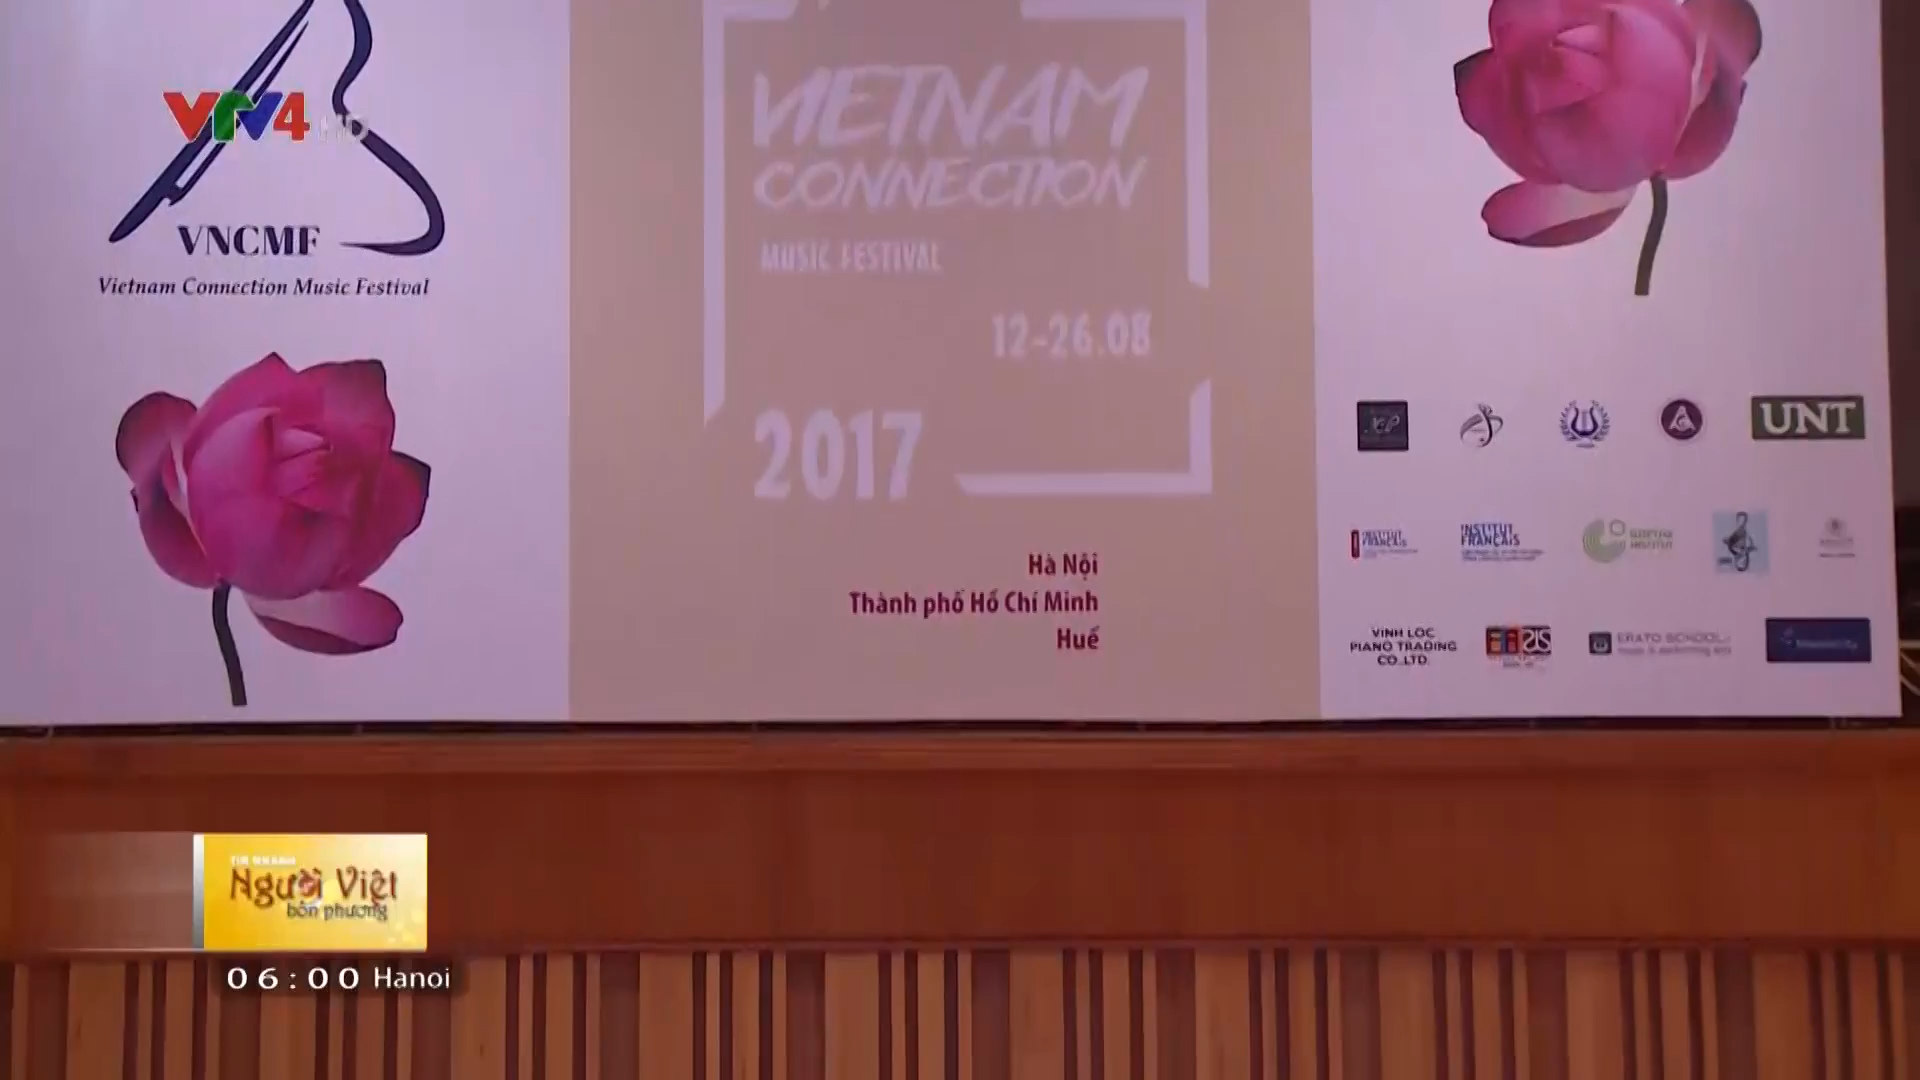 VTV4 HD
VNCMF
Vietnam Connection Music Festival
VIETNAM
CONNECTION
MUSIC FESTIVAL
12-26.08
2017
Hà Nội
Thành phố Hồ Chí Minh
Huế
UNT
INSTITUT
FRANÇAIS
INSTITUT
FRANÇAIS
VINH LOC
PIANO TRADING
CO.,LTD.
ERATO SCHOOL
Người Việt
bốn phương
06:00 Hanoi